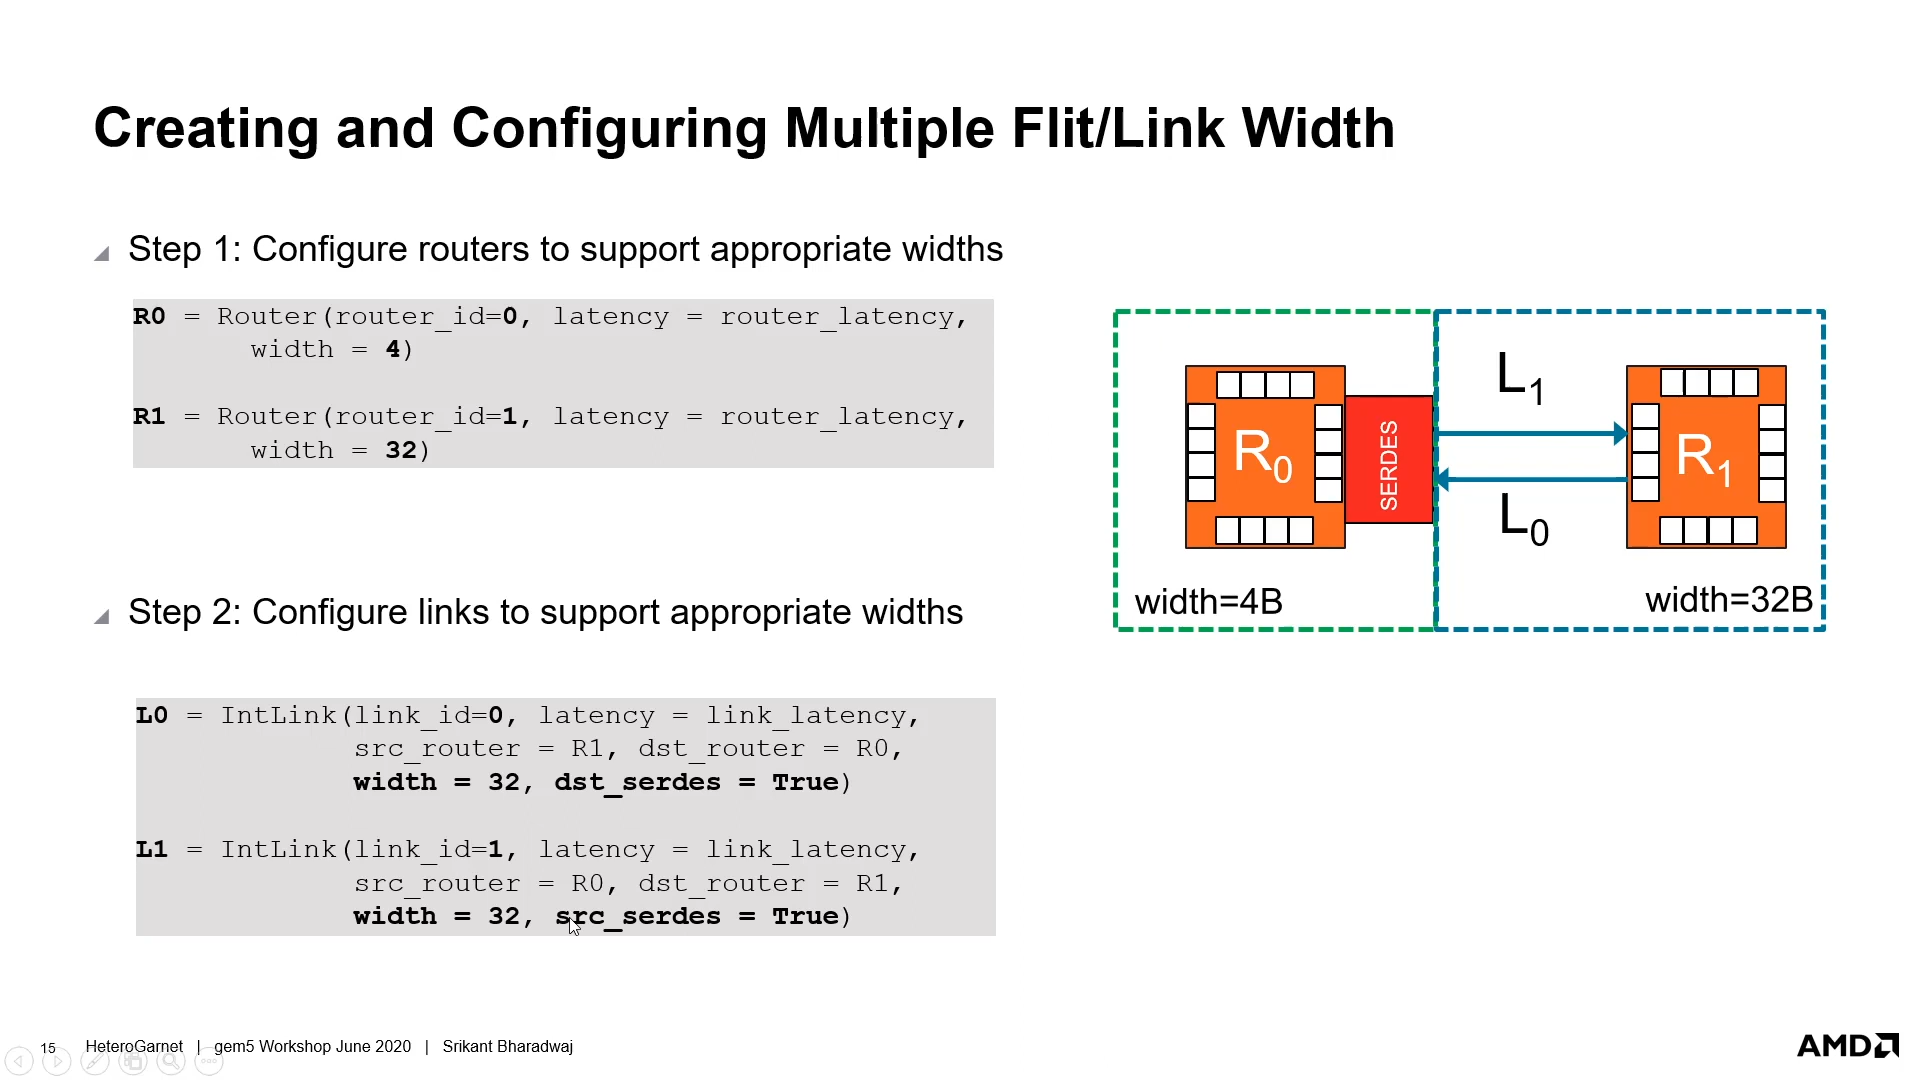 Creating and Configuring Multiple Flit/Link Width
Step 1: Configure routers to support appropriate widths
R0 = Router(router_id=0, latency = router_latency,
width = 4)
R1 = Router(router_id=1, latency = router_latency,
width = 32)
Step 2: Configure links to support appropriate widths
L0 = IntLink(link_id=0, latency = link_latency,
src_router = R1, dst_router = R0,
width = 32, dst_serdes = True)
L1 = IntLink(link_id=1, latency = link_latency,
src_router = R0, dst_router = R1,
width = 32, src_serdes = True)
L1
R0
SERDES
R1
L0
width=4B
width=32B
15 HeteroGarnet | gem5 Workshop June 2020 | Srikant Bharadwaj
AMD